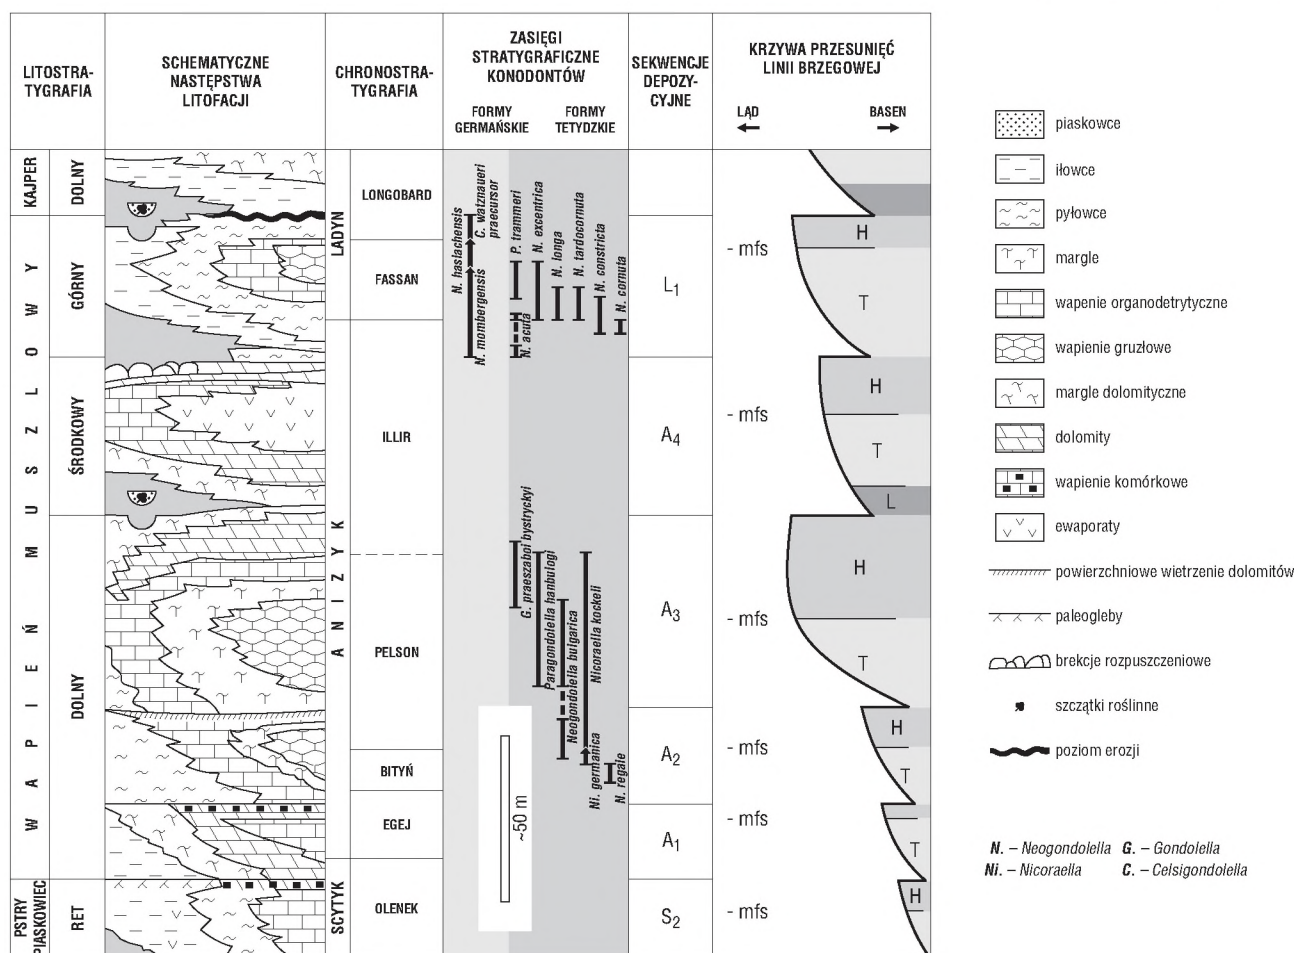 LITOSTRA-
TYGRAFIA
SCHEMATYCZNE
NASTĘPSTWA
LITOFACJI
CHRONOSTRA-
TYGRAFIA
ZASIĘGI
STRATYGRAFICZNE
KONODONTÓW
FORMY
GERMAŃSKIE
FORMY
TETYDZKIE
SEKWENCJE
DEPOZY-
CYJNE
KRZYWA PRZESUNIĘĆ
LINII BRZEGOWEJ
LĄD
BASEN
KAJPER
DOLNY
WAPIEŃ MUSZLOWY
GÓRNY
ŚRODKOWY
DOLNY
PSTRY
PIASKOWIEC
RET
LADYN
LONGOBARD
FASSAN
ANIZYK
ILLIR
PELSON
BITYŃ
EGEJ
SCYTYK
OLENEK
N. haslachensis
C. watznaueri
praecursor
N. mombergensis
P. trammeri
N. acuta
N. excentrica
N. longa
N. tardocornuta
N. constricta
N. cornuta
G. praeszaboi bystryckyi
Paragondolella hanbulogi
Neogondolella bulgarica
Nicoraella kockeli
Ni. germanica
N. regale
~50 m
L1
A4
A3
A2
A1
S2
- mfs
H
T
- mfs
H
T
L
- mfs
H
T
- mfs
H
T
- mfs
T
- mfs
H
piaskowce
iłowce
pyłowce
margle
wapenie organodetrytyczne
wapienie gruzłowe
margle dolomityczne
dolomity
wapienie komórkowe
ewaporaty
powierzchniowe wietrzenie dolomitów
paleogleby
brekcje rozpuszczeniowe
szczątki roślinne
poziom erozji
N. – Neogondolella G. – Gondolella
Ni. – Nicoraella C. – Celsigondolella